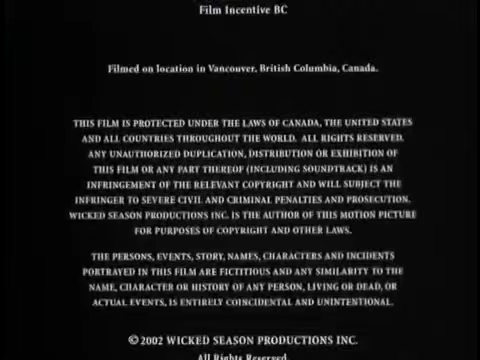 Film Incentive BC
Filmed on location in Vancouver, British Columbia, Canada.
THIS FILM IS PROTECTED UNDER THE LAWS OF CANADA, THE UNITED STATES
AND ALL COUNTRIES THROUGHOUT THE WORLD. ALL RIGHTS RESERVED.
ANY UNAUTHORIZED DUPLICATION, DISTRIBUTION OR EXHIBITION OF
THIS FILM OR ANY PART THEREOF (INCLUDING SOUNDTRACK) IS AN
INFRINGEMENT OF THE RELEVANT COPYRIGHT AND WILL SUBJECT THE
INFRINGER TO SEVERE CIVIL AND CRIMINAL PENALTIES AND PROSECUTION.
WICKED SEASON PRODUCTIONS INC. IS THE AUTHOR OF THIS MOTION PICTURE
FOR PURPOSES OF COPYRIGHT AND OTHER LAWS.
THE PERSONS, EVENTS, STORY, NAMES, CHARACTERS AND INCIDENTS
PORTRAYED IN THIS FILM ARE FICTITIOUS AND ANY SIMILARITY TO THE
NAME, CHARACTER OR HISTORY OF ANY PERSON, LIVING OR DEAD, OR
ACTUAL EVENTS, IS ENTIRELY COINCIDENTAL AND UNINTENTIONAL.
©2002 WICKED SEASON PRODUCTIONS INC.
All Rights Reserved.